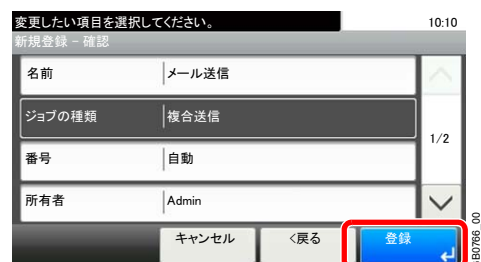 変更したい項目を選択してください。 10:10
新規登録 - 確認
名前 メール送信
ジョブの種類 複合送信
1/2
番号 自動
所有者 Admin
キャンセル <戻る 登録